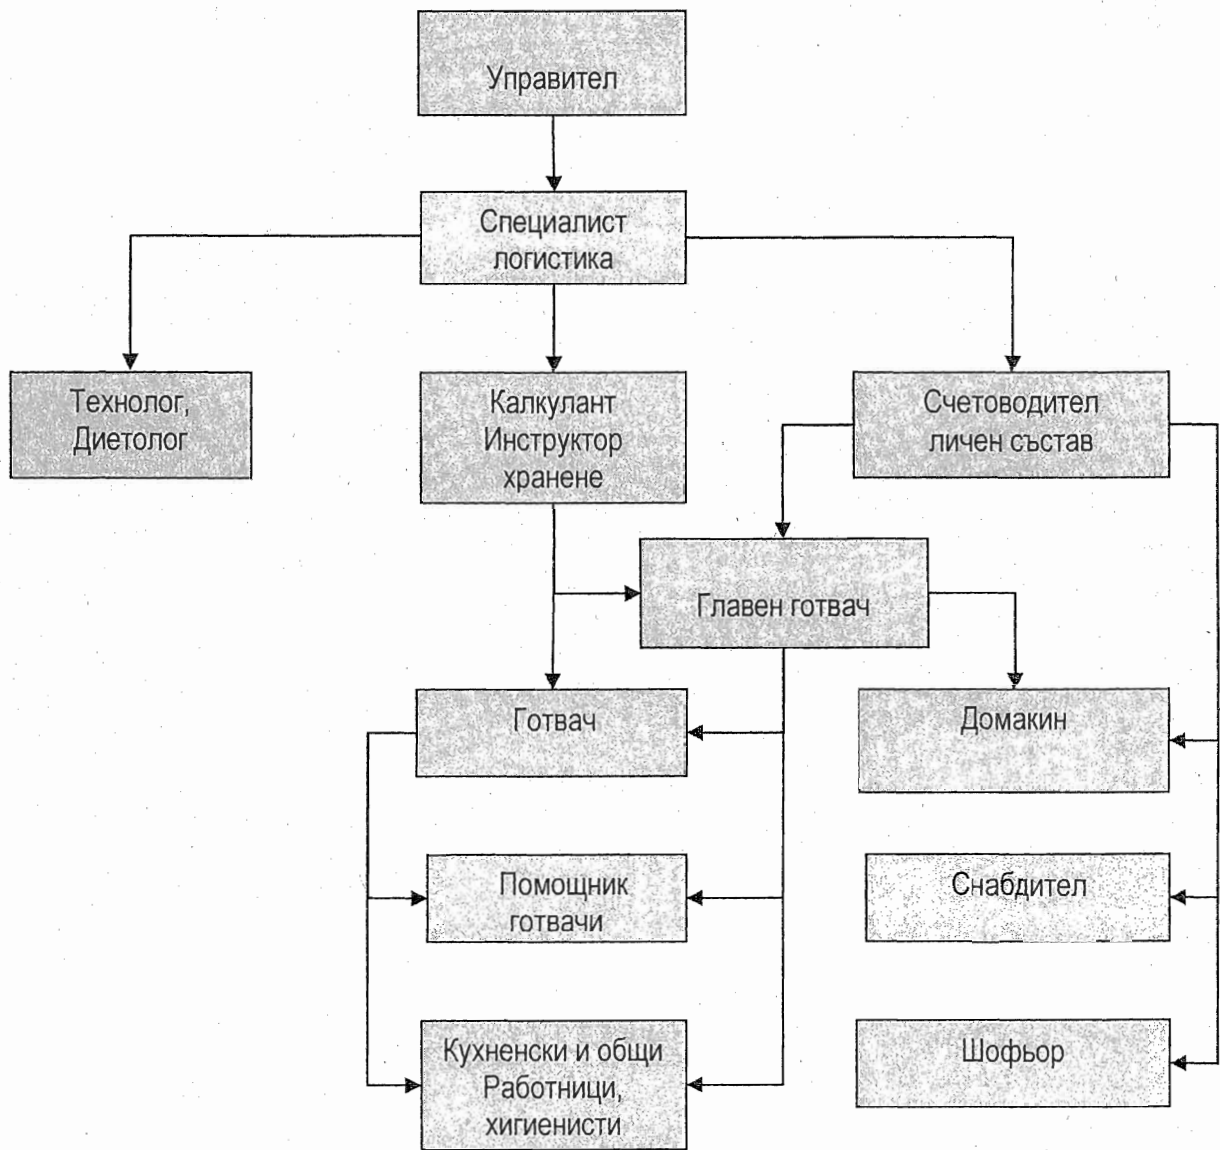 Управител
Специалист
логистика
Технолог,
Диетолог
Калкулант
Инструктор
хранене
Счетоводител
личен състав
Главен готвач
Готвач
Домакин
Помощник
готвачи
Снабдител
Кухненски и общи
Работници,
хигиенисти
Шофьор